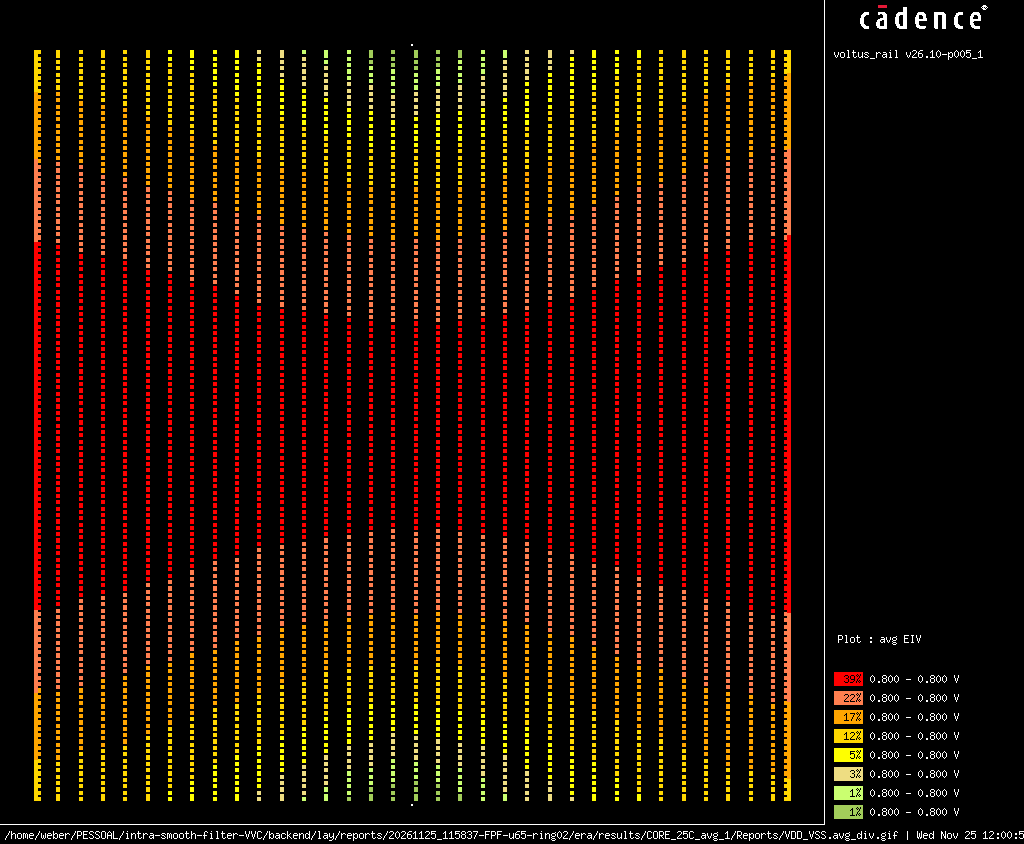 cādence®
voltus_rail v26.10-p005_1
Plot : avg EIV
39% 0.800 - 0.800 V
22% 0.800 - 0.800 V
17% 0.800 - 0.800 V
12% 0.800 - 0.800 V
5% 0.800 - 0.800 V
3% 0.800 - 0.800 V
1% 0.800 - 0.800 V
1% 0.800 - 0.800 V
/home/weber/PESSOAL/intra-smooth-filter-VVC/backend/lay/reports/20261125_115837-FPF-u65-ring02/era/results/CORE_25C_avg_1/Reports/VDD_VSS.avg_div.gif | Wed Nov 25 12:00:5